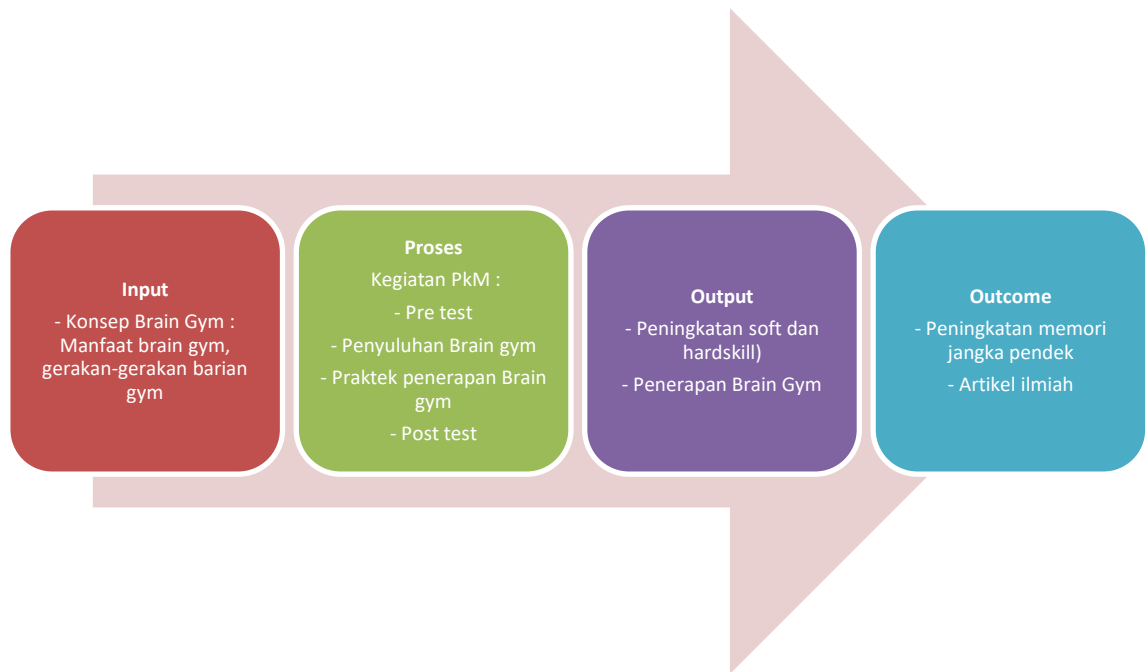 Input
- Konsep Brain Gym :
Manfaat brain gym,
gerakan-gerakan barian
gym
Proses
Kegiatan PkM :
- Pre test
- Penyuluhan Brain gym
- Praktek penerapan Brain
gym
- Post test
Output
- Peningkatan soft dan
hardskill)
- Penerapan Brain Gym
Outcome
- Peningkatan memori
jangka pendek
- Artikel ilmiah